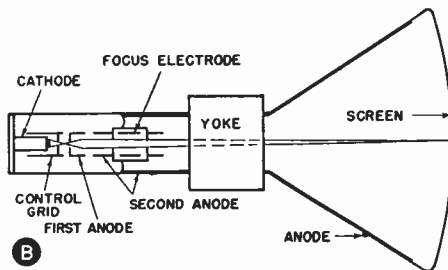 FOCUS ELECTRODE
CATHODE
YOKE
SCREEN
CONTROL
GRID
FIRST ANODE
SECOND ANODE
ANODE
B